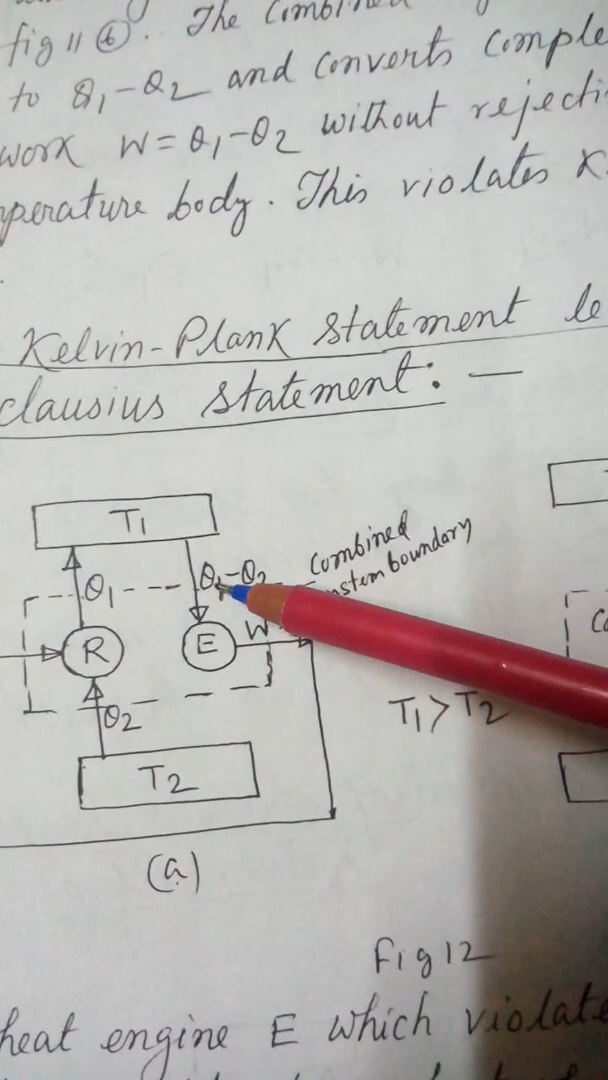 fig 11 (b). The Combined
to Q1-Q2 and converts comple
work W = Q1-Q2 without rejecti
perature body. This violates K
Kelvin-Plank statement le
clausius statement: —
T1
Q1
Q1-Q2
Combined
stem boundary
R
E
W
Q2
T1 > T2
T2
(a)
Fig 12
heat engine E which violate